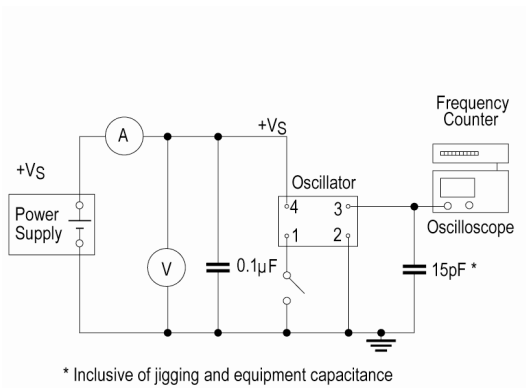 Frequency
Counter
A
+VS
+VS
Oscillator
Power
Supply
4
3
1
2
Oscilloscope
V
0.1µF
15pF *
* Inclusive of jigging and equipment capacitance